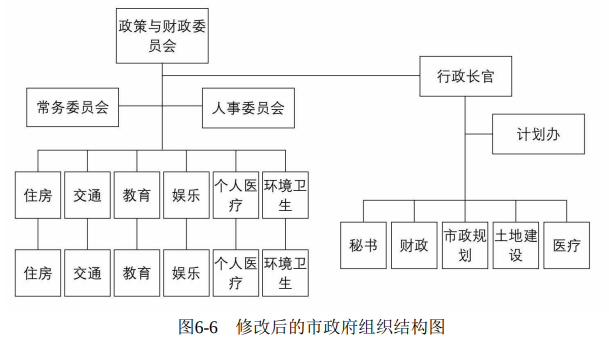 政策与财政委
员会
行政长官
常务委员会
人事委员会
计划办
住房
交通
教育
娱乐
个人医
疗
环境卫
生
秘书
财政
市政规
划
土地建
设
医疗
住房
交通
教育
娱乐
个人医
疗
环境卫
生
图6-6 修改后的市政府组织结构图